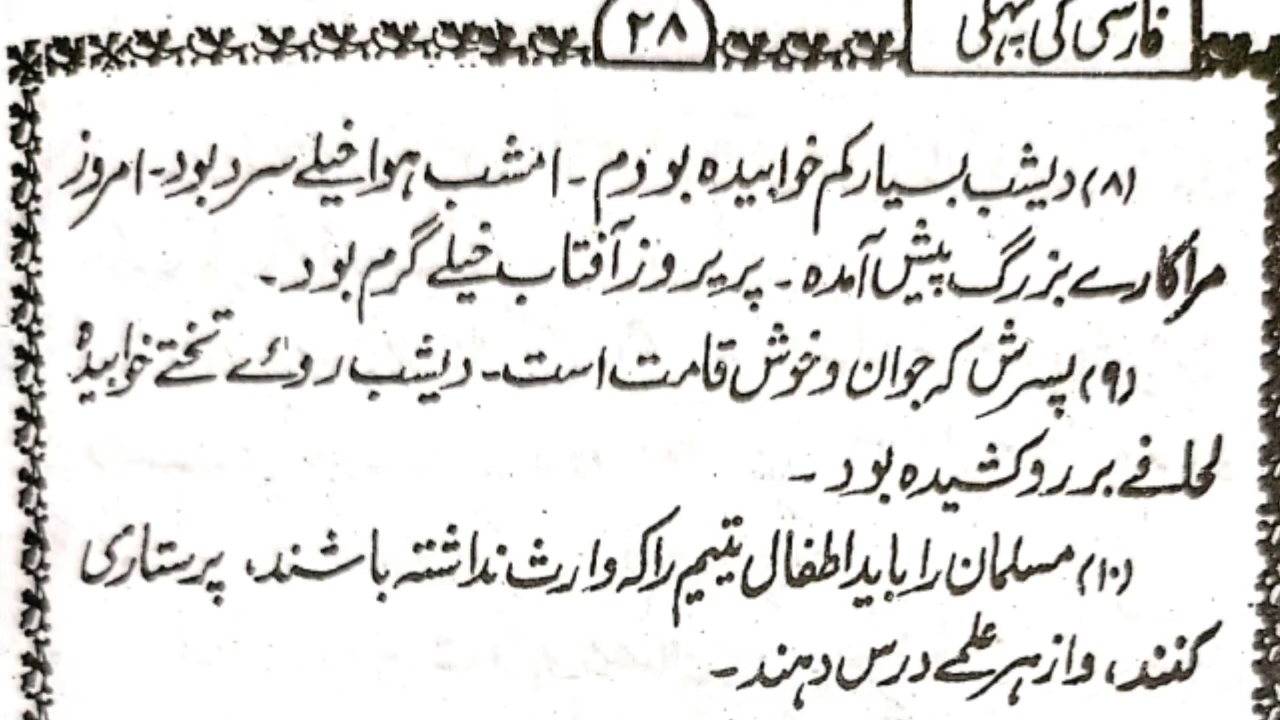 فارسی کی پہلی
۲۸
(۸) دیشب بسیار کم خوابیدہ بودم ۔ امشب ہوا خیلے سرد بود ۔ امروز
مرا کارے بزرگ پیش آمدہ ۔ پریروز آفتاب خیلے گرم بود ۔
(۹) پسرش کہ جوان و خوش قامت است ۔ دیشب روئے تختے خوابیدہ
لحافے بر رو کشیدہ بود ۔
(۱۰) مسلمان را باید اطفال یتیم را کہ وارث نداشتہ باشند، پرستاری
کنند، و از ہر علمے درس دہند ۔